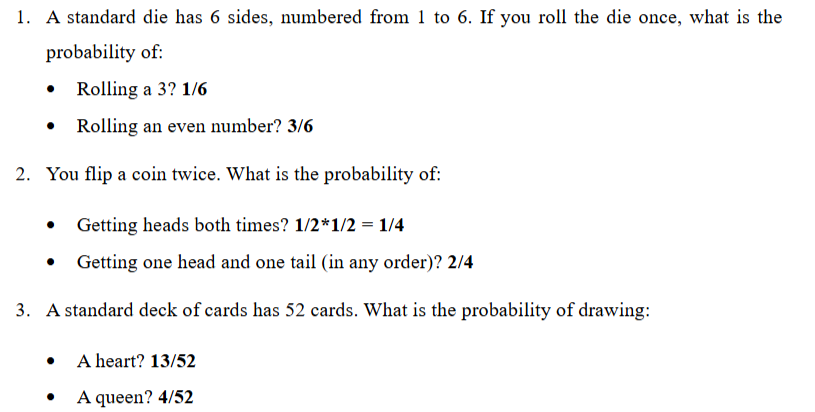 1. A standard die has 6 sides, numbered from 1 to 6. If you roll the die once, what is the
probability of:
• Rolling a 3? 1/6
• Rolling an even number? 3/6
2. You flip a coin twice. What is the probability of:
• Getting heads both times? 1/2*1/2 = 1/4
• Getting one head and one tail (in any order)? 2/4
3. A standard deck of cards has 52 cards. What is the probability of drawing:
• A heart? 13/52
• A queen? 4/52